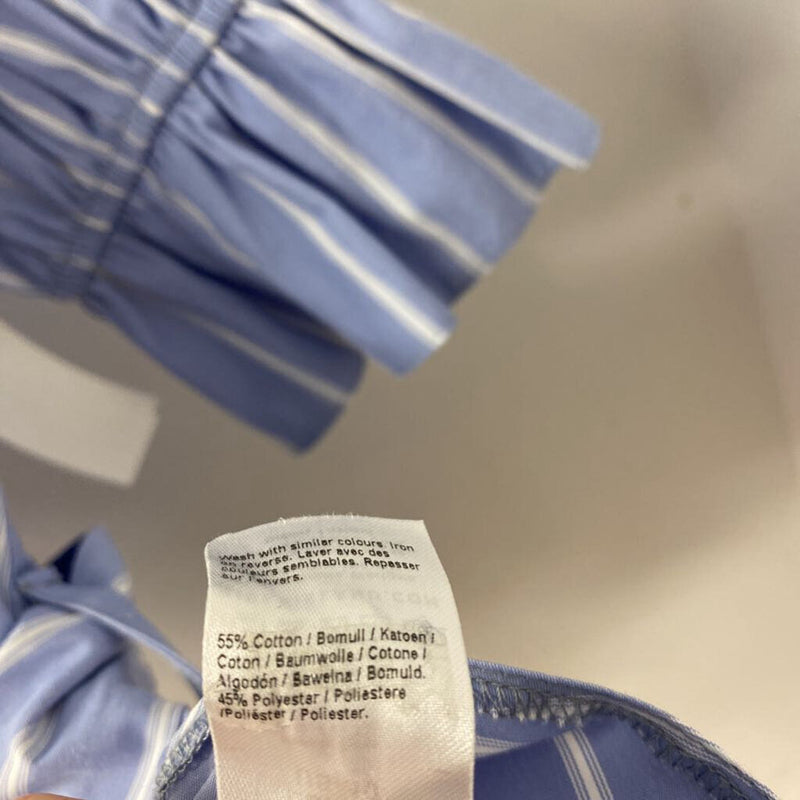 Wash with similar colours. Iron
on reverse. Laver avec des
couleurs semblables. Repasser
sur l'envers.
55% Cotton / Bomull / Katoen /
Coton / Baumwolle / Cotone /
Algodón / Bawełna / Bomuld.
45% Polyester / Poliestere
/Poliéster / Poliester.